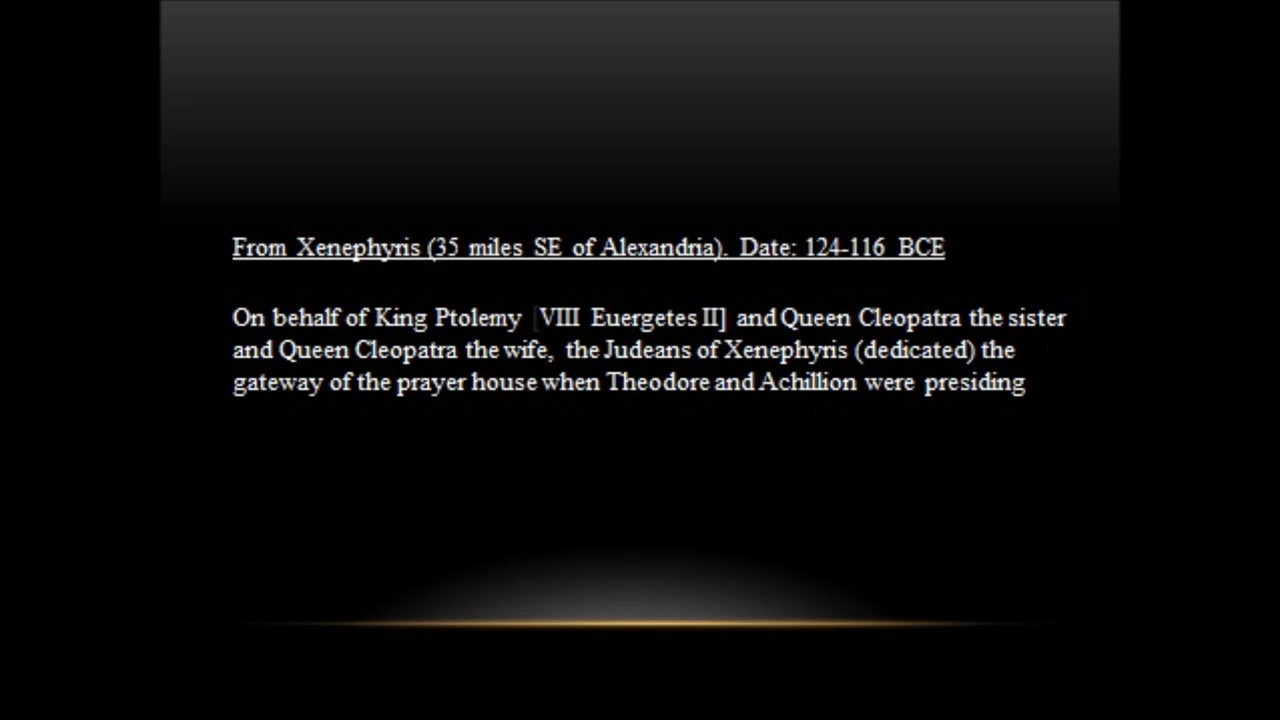 From Xenephyris (35 miles SE of Alexandria). Date: 124-116 BCE
On behalf of King Ptolemy [VIII Euergetes II] and Queen Cleopatra the sister
and Queen Cleopatra the wife, the Judeans of Xenephyris (dedicated) the
gateway of the prayer house when Theodore and Achillion were presiding